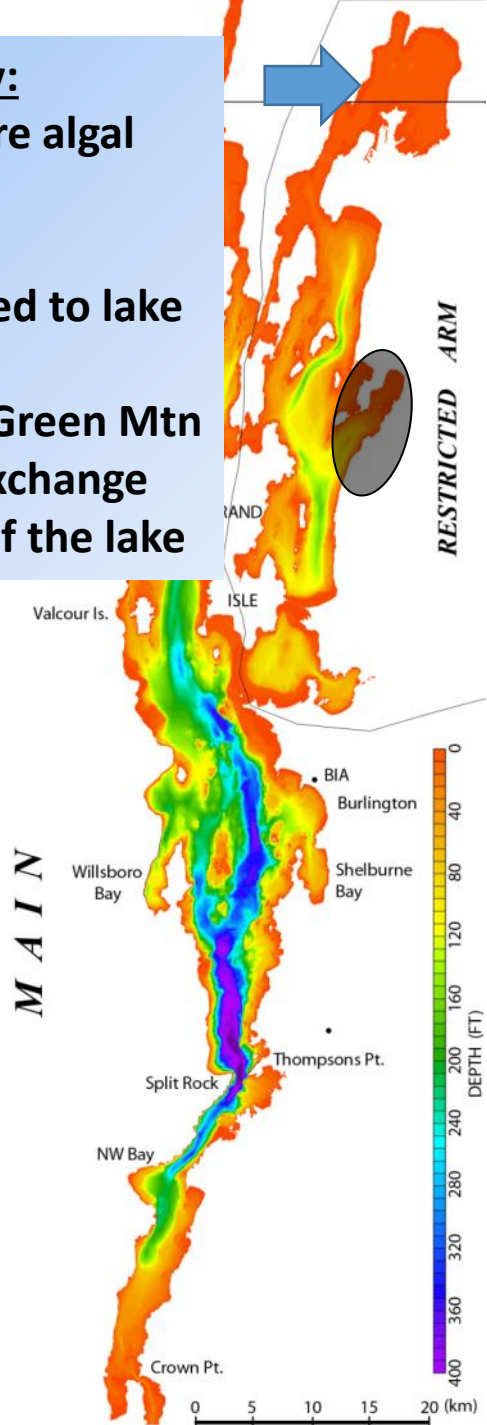 y:
re algal
ed to lake
Green Mtn
xchange
f the lake
RESTRICTED ARM
RAND
ISLE
Valcour Is.
BIA
Burlington
Willsboro
Bay
Shelburne
Bay
MAIN
Thompsons Pt.
Split Rock
NW Bay
Crown Pt.
0
40
80
120
160
200
240
280
320
360
400
DEPTH (FT)
0 5 10 15 20 (km)